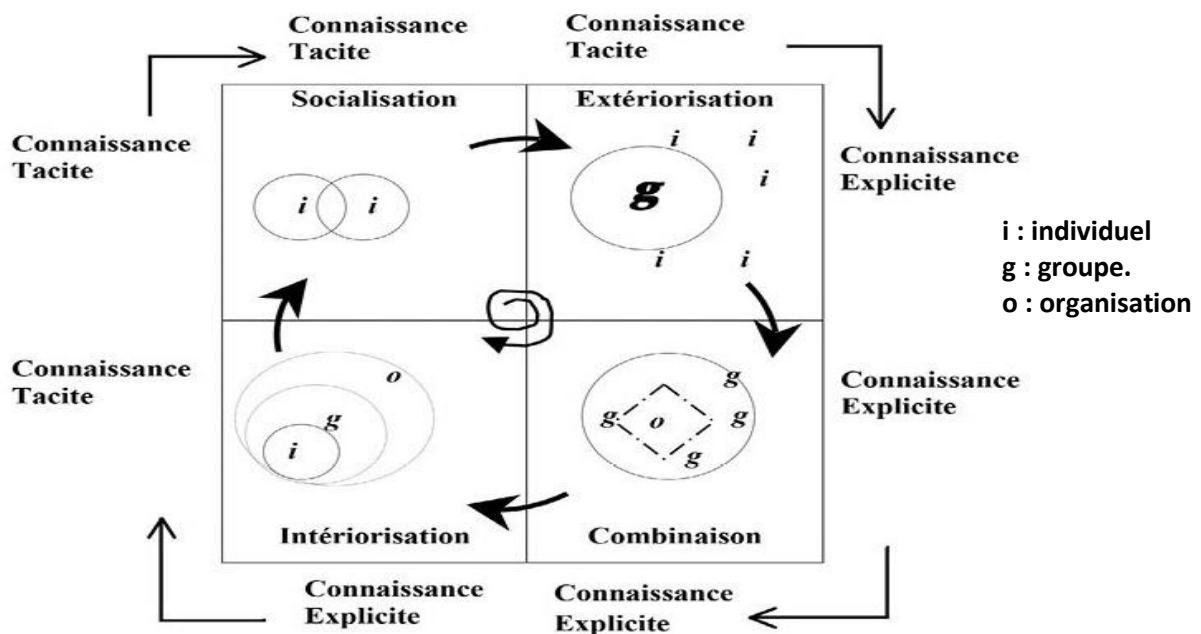 Connaissance
Tacite
Connaissance
Tacite
Socialisation
Extériorisation
Connaissance
Tacite
Connaissance
Explicite
i
i
i
i
i
g
i
i
i : individuel
g : groupe.
o : organisation
i
i
Connaissance
Tacite
Connaissance
Explicite
o
g
i
g
g
o
g
g
Intériorisation
Combinaison
Connaissance
Explicite
Connaissance
Explicite